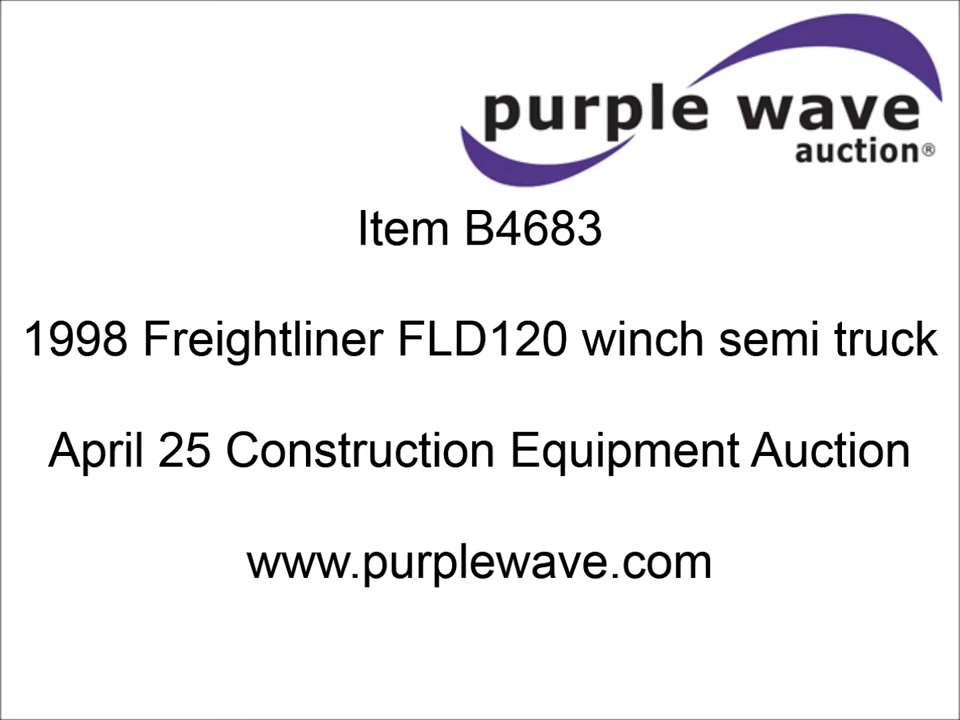 purple wave
auction®
Item B4683
1998 Freightliner FLD120 winch semi truck
April 25 Construction Equipment Auction
www.purplewave.com